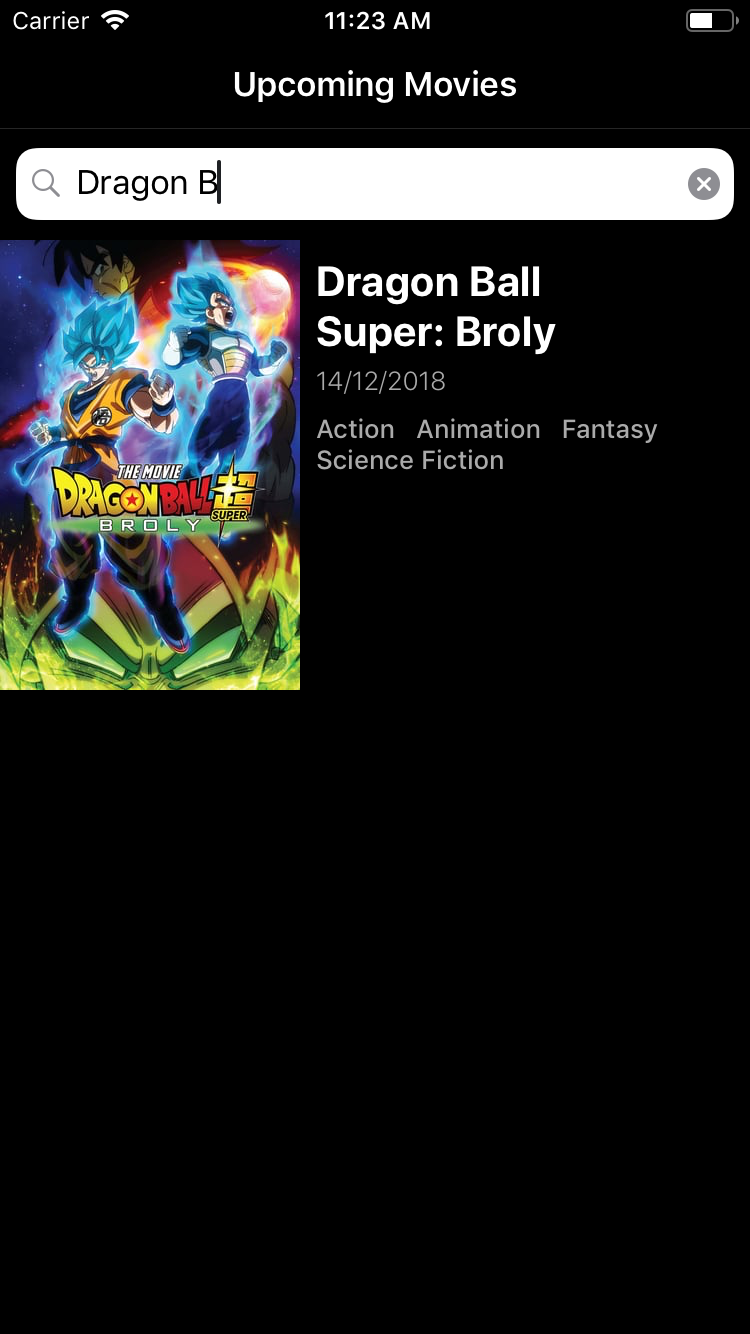 Carrier
11:23 AM
Upcoming Movies
Dragon B
Dragon Ball
Super: Broly
14/12/2018
Action Animation Fantasy
Science Fiction
THE MOVIE
DRAGON BALL 超
SUPER
BROLY